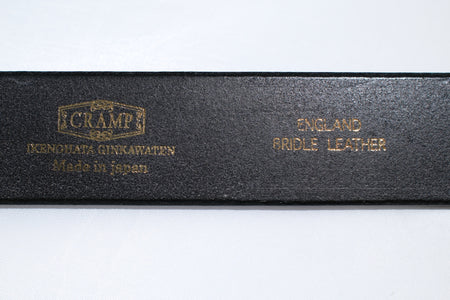 CRAMP
IKENOHATA GINKAWATEN
Made in japan
ENGLAND
BRIDLE LEATHER